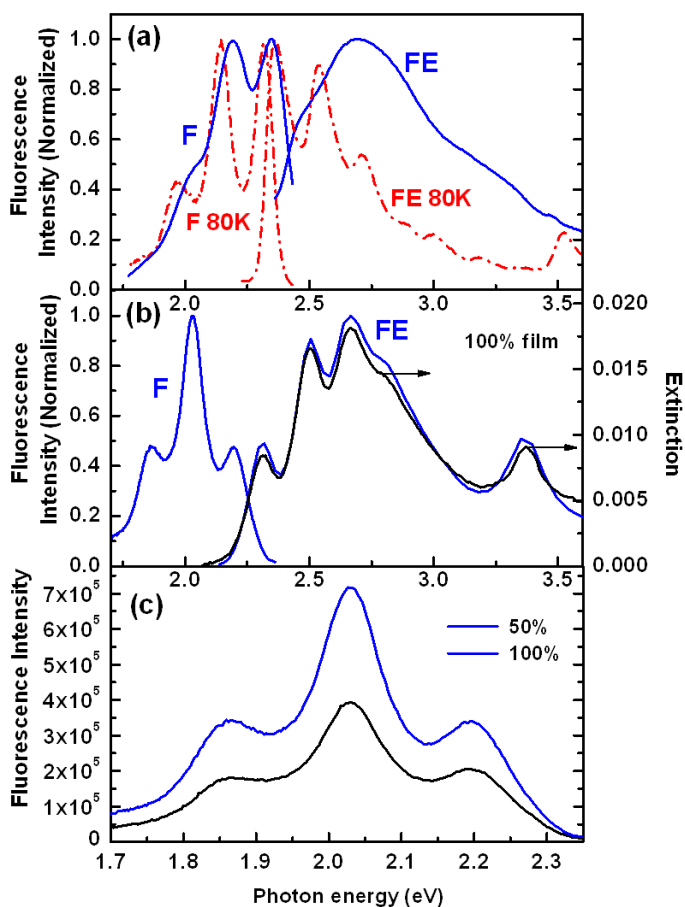 (a)
Fluorescence
Intensity (Normalized)
1.0
0.8
0.6
0.4
0.2
0.0
F
FE
F 80K
FE 80K
2.0 2.5 3.0 3.5
(b)
Fluorescence
Intensity (Normalized)
1.0
0.8
0.6
0.4
0.2
0.0
F
FE
100% film
0.020
0.015
0.010
0.005
0.000
Extinction
2.0 2.5 3.0 3.5
(c)
Fluorescence Intensity
7x10⁵
6x10⁵
5x10⁵
4x10⁵
3x10⁵
2x10⁵
1x10⁵
0
50%
100%
1.7 1.8 1.9 2.0 2.1 2.2 2.3
Photon energy (eV)